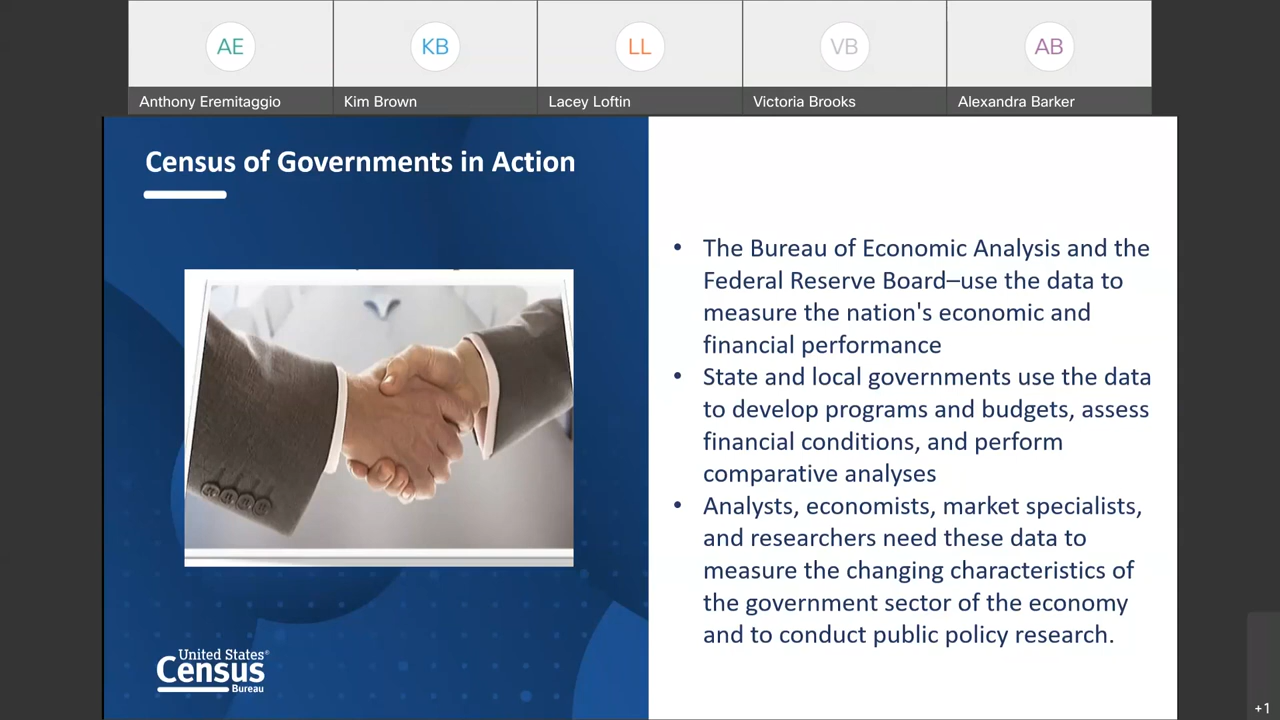 AE
KB
LL
VB
AB
Anthony Eremitaggio
Kim Brown
Lacey Loftin
Victoria Brooks
Alexandra Barker
Census of Governments in Action
• The Bureau of Economic Analysis and the
Federal Reserve Board–use the data to
measure the nation's economic and
financial performance
• State and local governments use the data
to develop programs and budgets, assess
financial conditions, and perform
comparative analyses
• Analysts, economists, market specialists,
and researchers need these data to
measure the changing characteristics of
the government sector of the economy
and to conduct public policy research.
United States®
Census
Bureau
+1